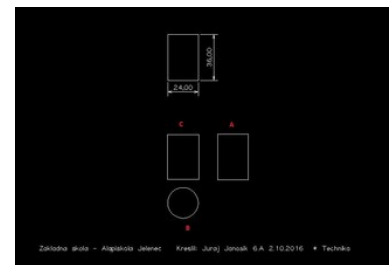 36,00
24,00
C A
B
Zakladna skola - Alapiskola Jelenec Kreslil: Juraj Janosik 6.A 2.10.2016 * Technika